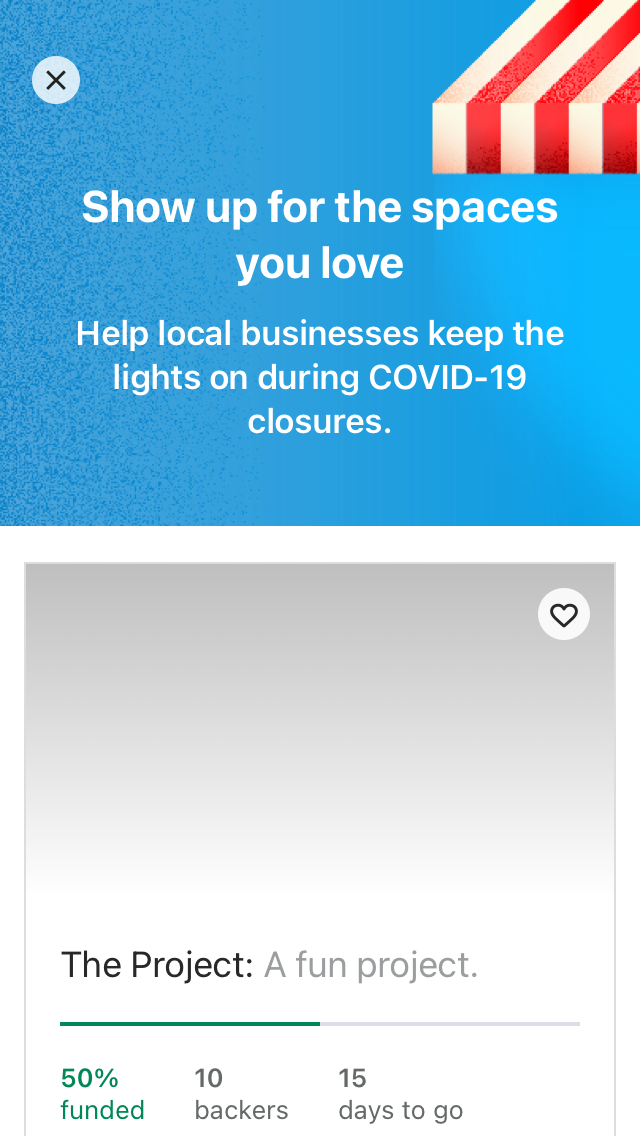 Show up for the spaces
you love
Help local businesses keep the
lights on during COVID-19
closures.
The Project: A fun project.
50% 10 15
funded backers days to go